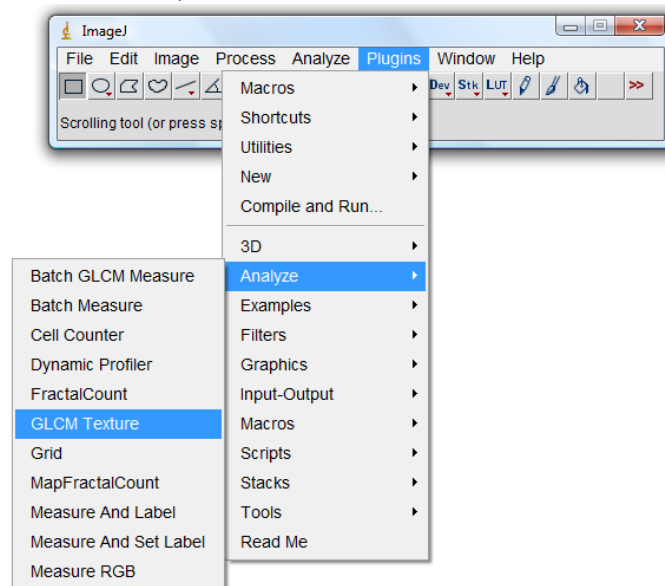 ImageJ
File Edit Image Process Analyze Plugins Window Help
Dev Stk LUT >>
Scrolling tool (or press sp
Macros
Shortcuts
Utilities
New
Compile and Run...
3D
Analyze
Examples
Filters
Graphics
Input-Output
Macros
Scripts
Stacks
Tools
Read Me
Batch GLCM Measure
Batch Measure
Cell Counter
Dynamic Profiler
FractalCount
GLCM Texture
Grid
MapFractalCount
Measure And Label
Measure And Set Label
Measure RGB